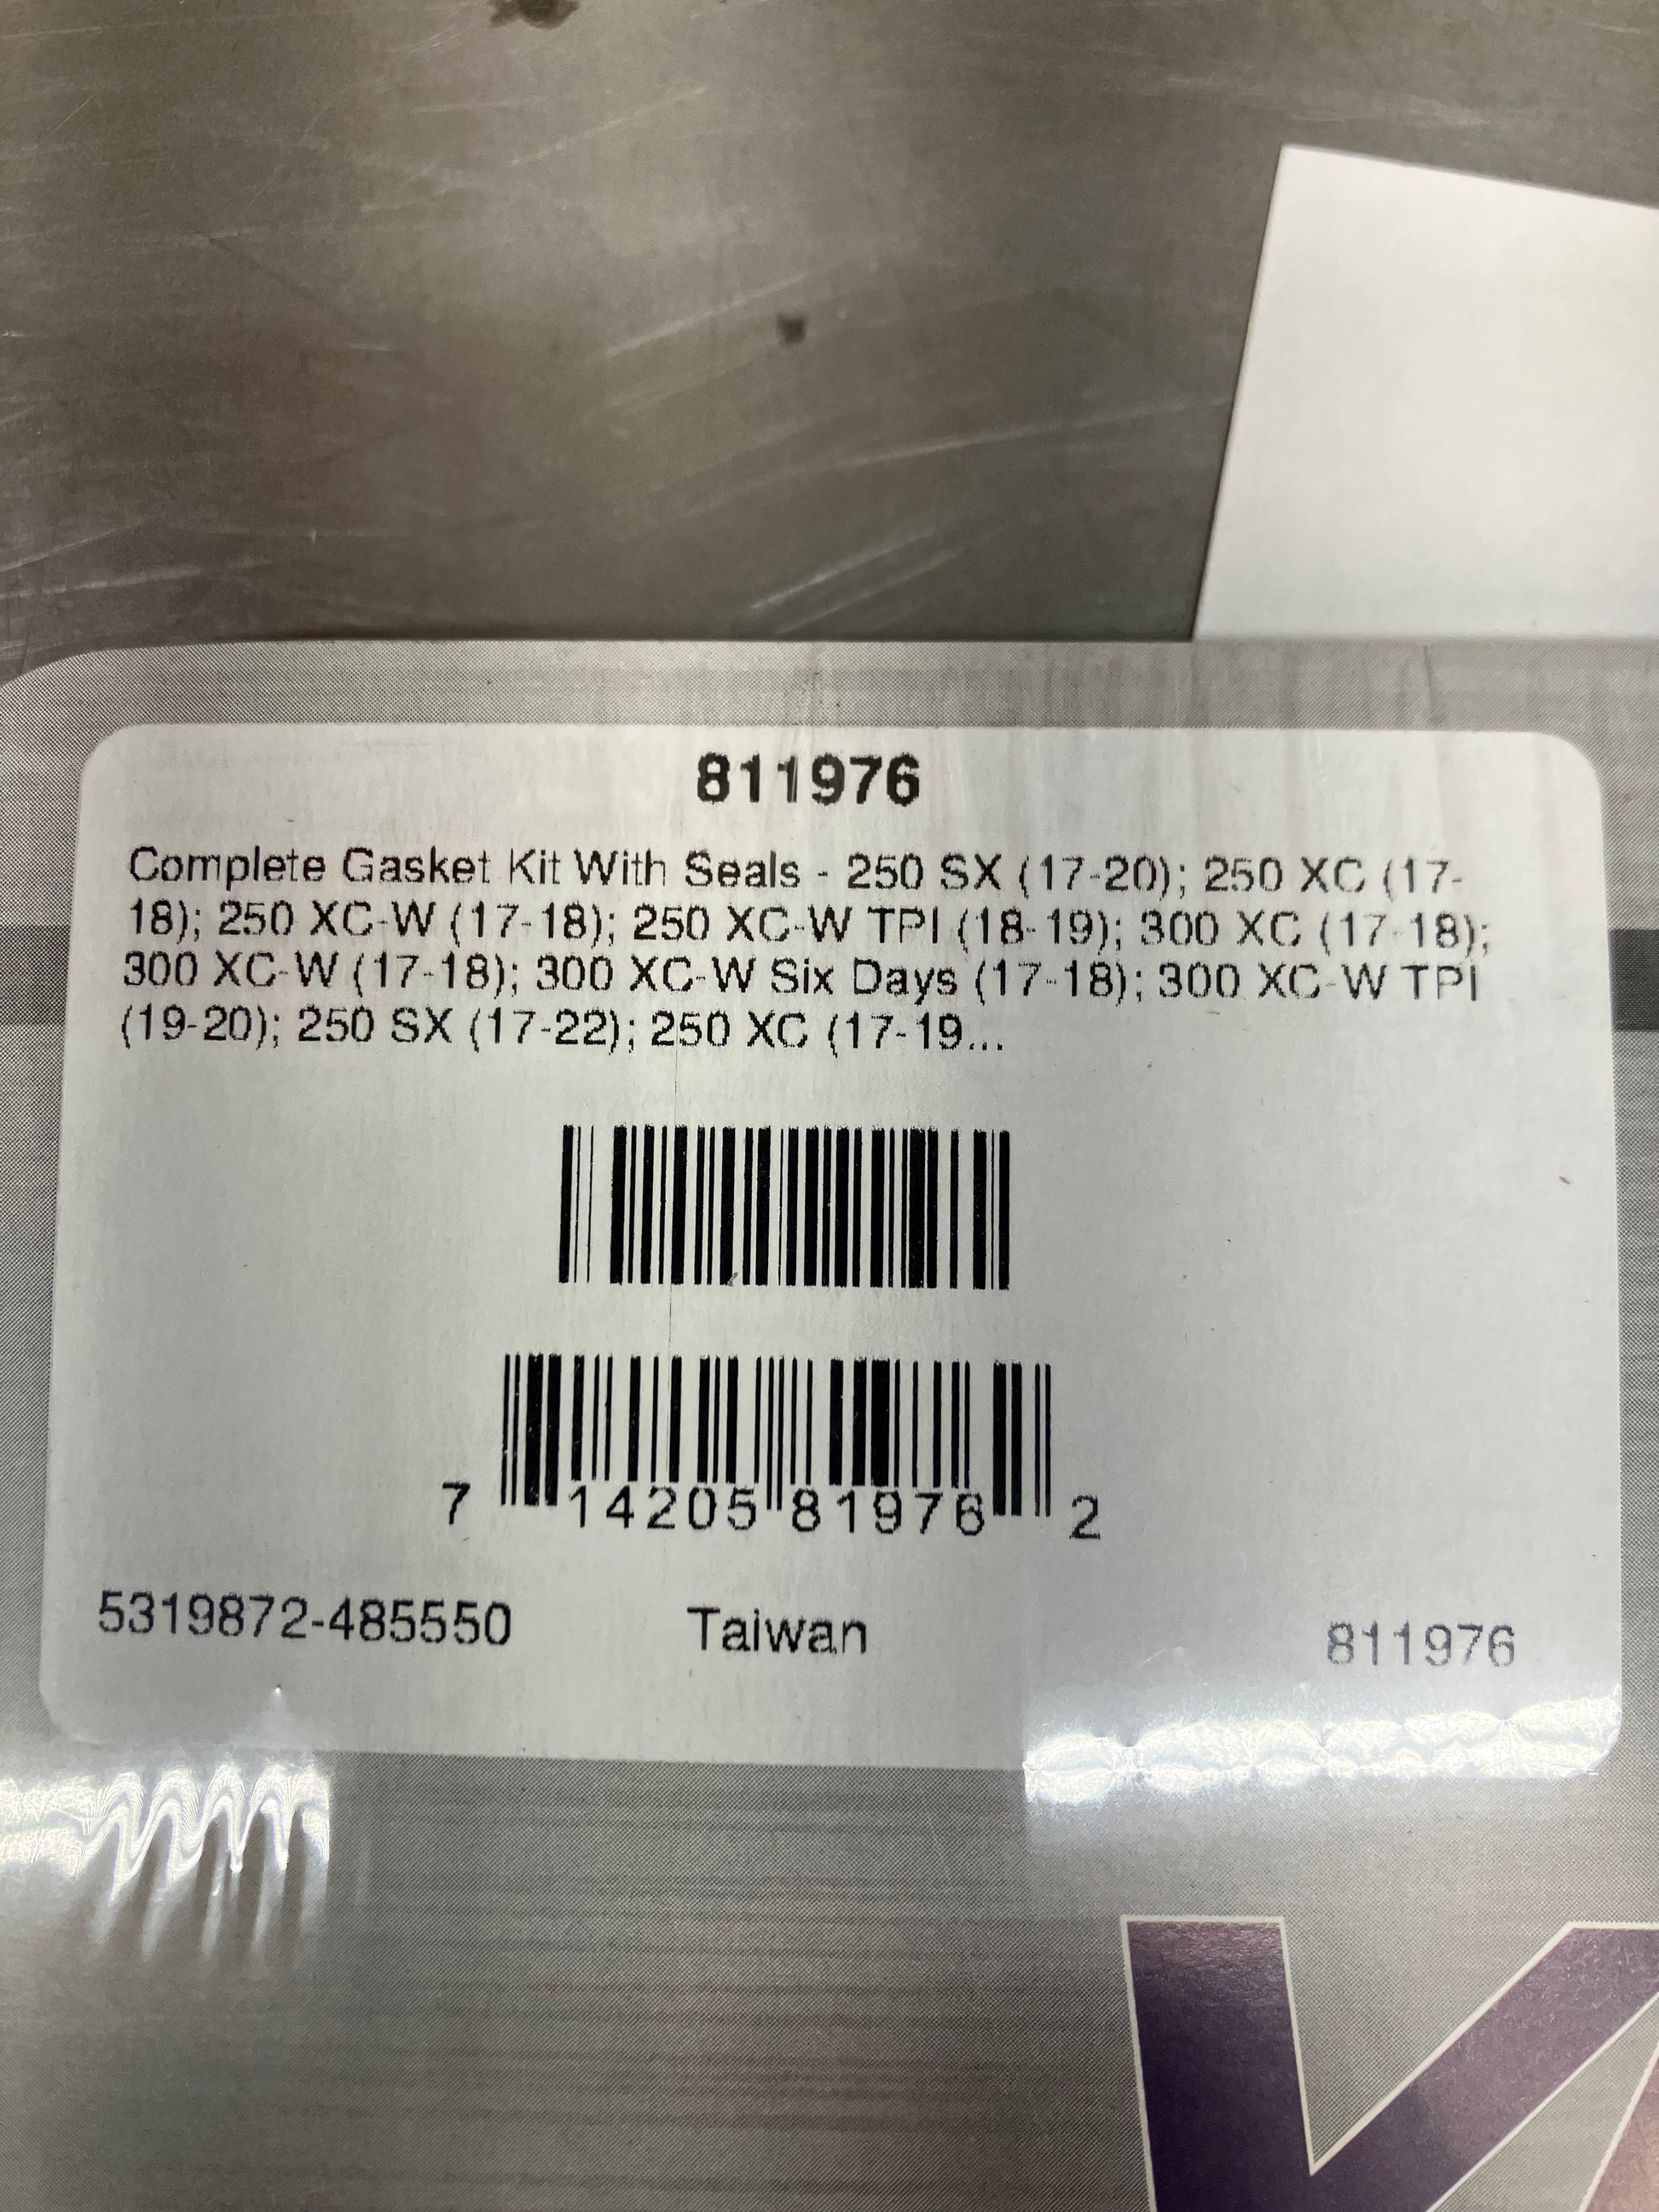 811976
Complete Gasket Kit With Seals - 250 SX (17-20); 250 XC (17-
18); 250 XC-W (17-18); 250 XC-W TPI (18-19); 300 XC (17-18);
300 XC-W (17-18); 300 XC-W Six Days (17-18); 300 XC-W TPI
(19-20); 250 SX (17-22); 250 XC (17-19...
7 14205 81976 2
5319872-485550 Taiwan 811976